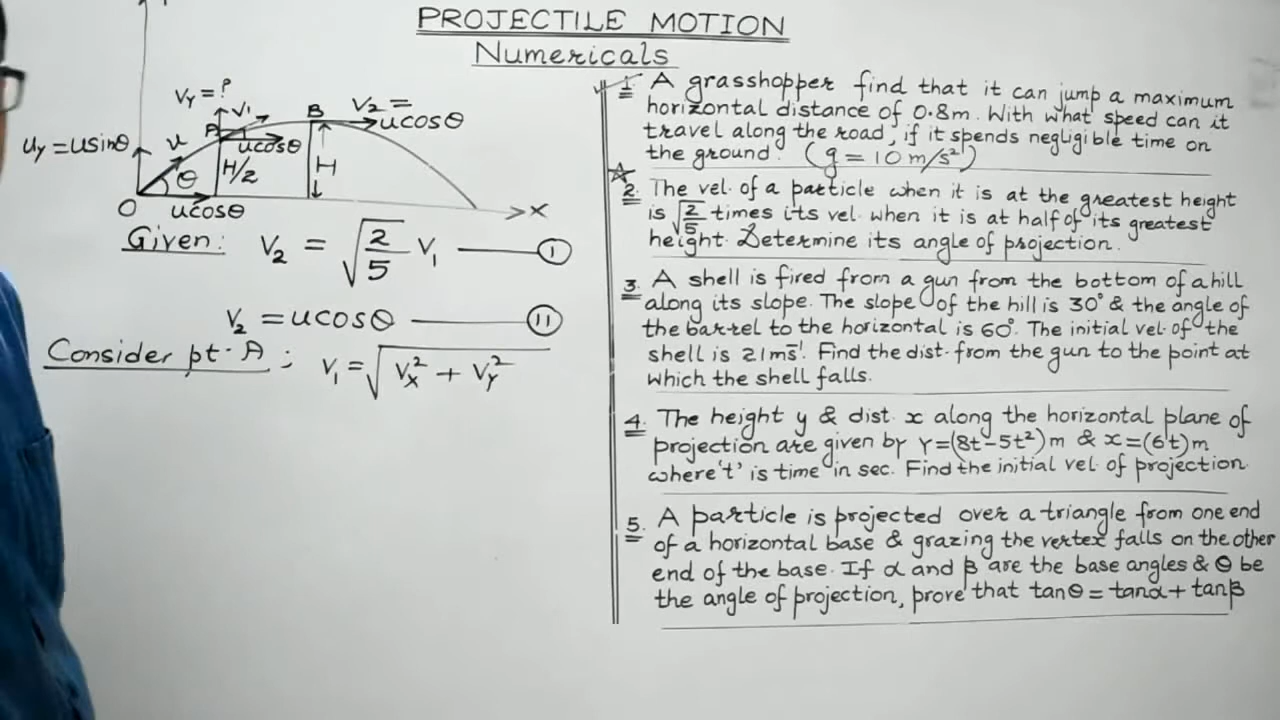 PROJECTILE MOTION
Numericals
Vy = ?
V1
A
B
V2 =
ucosθ
uy = usinθ
u
ucosθ
θ
H/2
H
O
ucosθ
X
Given: V2 = √2/5 V1 —— (I)
V2 = ucosθ —— (II)
Consider pt. A ; V1 = √Vx² + Vy²
1. A grasshopper find that it can jump a maximum
horizontal distance of 0.8m. With what speed can it
travel along the road, if it spends negligible time on
the ground. (g = 10 m/s²)
2. The vel. of a particle when it is at the greatest height
is √2/5 times its vel. when it is at half of its greatest
height. Determine its angle of projection.
3. A shell is fired from a gun from the bottom of a hill
along its slope. The slope of the hill is 30° & the angle of
the barrel to the horizontal is 60°. The initial vel. of the
shell is 21ms⁻¹. Find the dist. from the gun to the point at
which the shell falls.
4. The height y & dist. x along the horizontal plane of
projection are given by Y=(8t-5t²)m & x=(6t)m
where 't' is time in sec. Find the initial vel. of projection.
5. A particle is projected over a triangle from one end
of a horizontal base & grazing the vertex falls on the other
end of the base. If α and β are the base angles & θ be
the angle of projection, prove that tanθ = tanα + tanβ